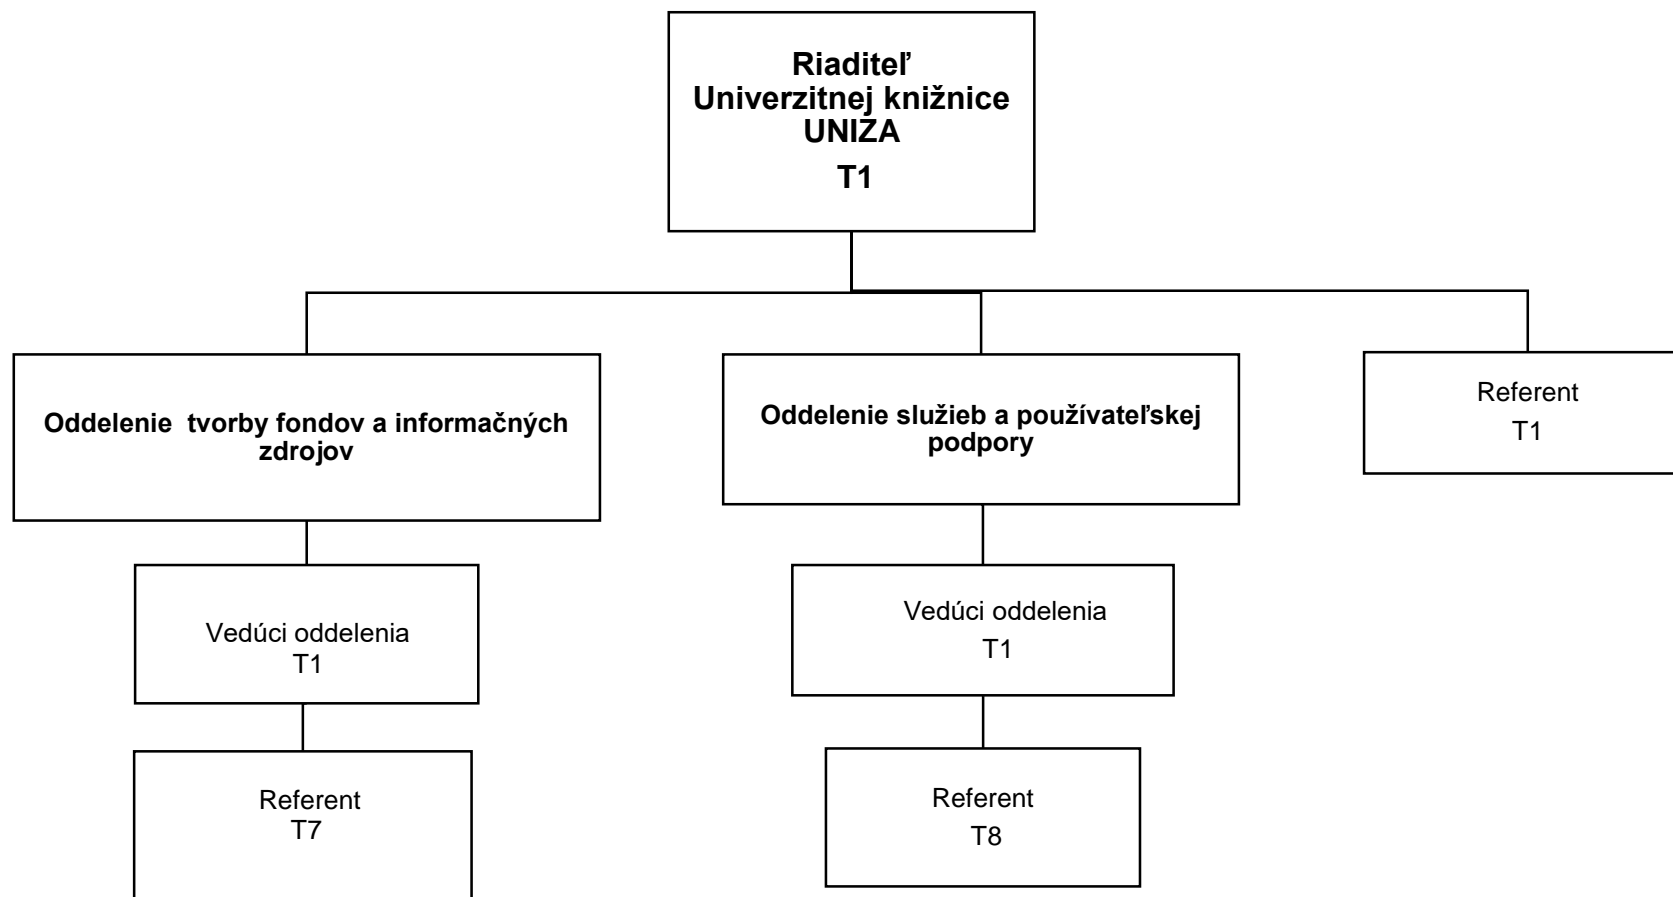 Riaditeľ
Univerzitnej knižnice
UNIZA
T1
Oddelenie tvorby fondov a informačných
zdrojov
Oddelenie služieb a používateľskej
podpory
Referent
T1
Vedúci oddelenia
T1
Vedúci oddelenia
T1
Referent
T7
Referent
T8